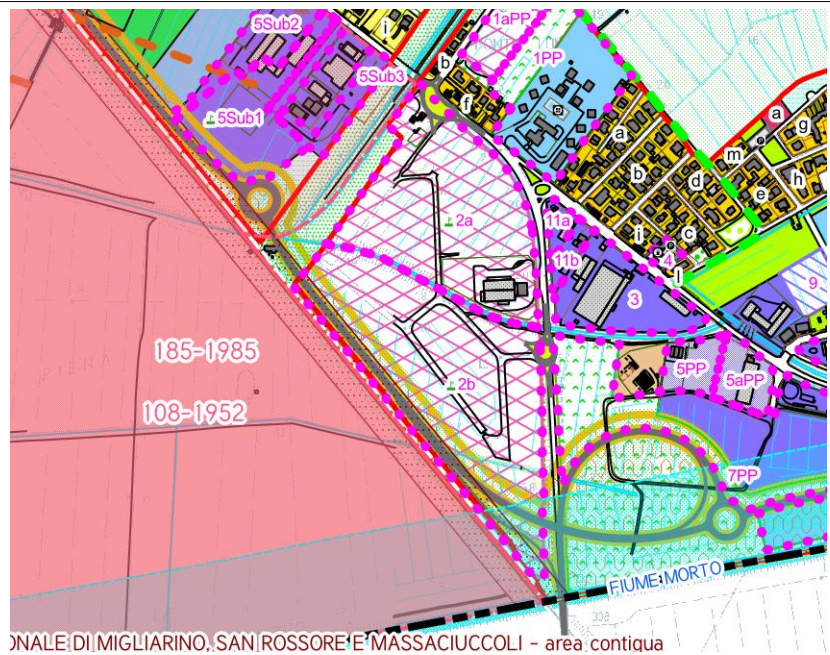 5Sub2
1aPP
i
1PP
b
5Sub3
5Sub1
f
a
a
g
m
b
d
e
h
2a
11a
j
c
4
11b
l
3
9
185-1985
5PP
5aPP
2b
108-1952
7PP
FIUME MORTO
ONALE DI MIGLIARINO, SAN ROSSORE E MASSACIUCCOLI - area contigua